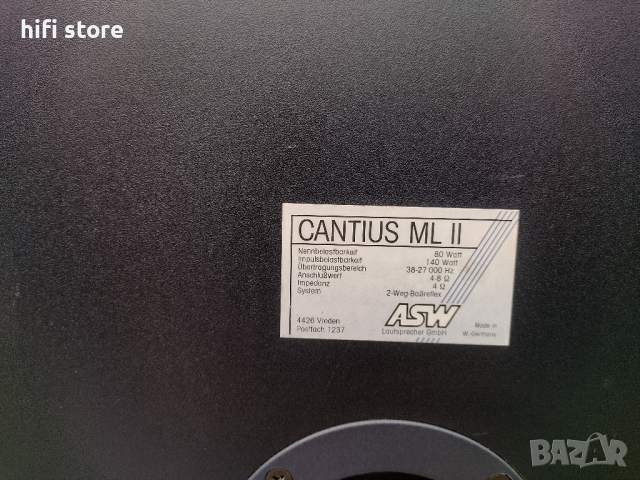 hifi store
CANTIUS ML II
Nennbelastbarkeit 80 Watt
Impulsbelastbarkeit 140 Watt
Übertragungsbereich 38-27 000 Hz
Anschlußwert 4-8 Ω
Impedanz 4 Ω
System 2-Weg-Baßreflex
4426 Vreden
Postfach 1237
ASW
Lautsprecher GmbH
Made in
W.-Germany
BAZAR